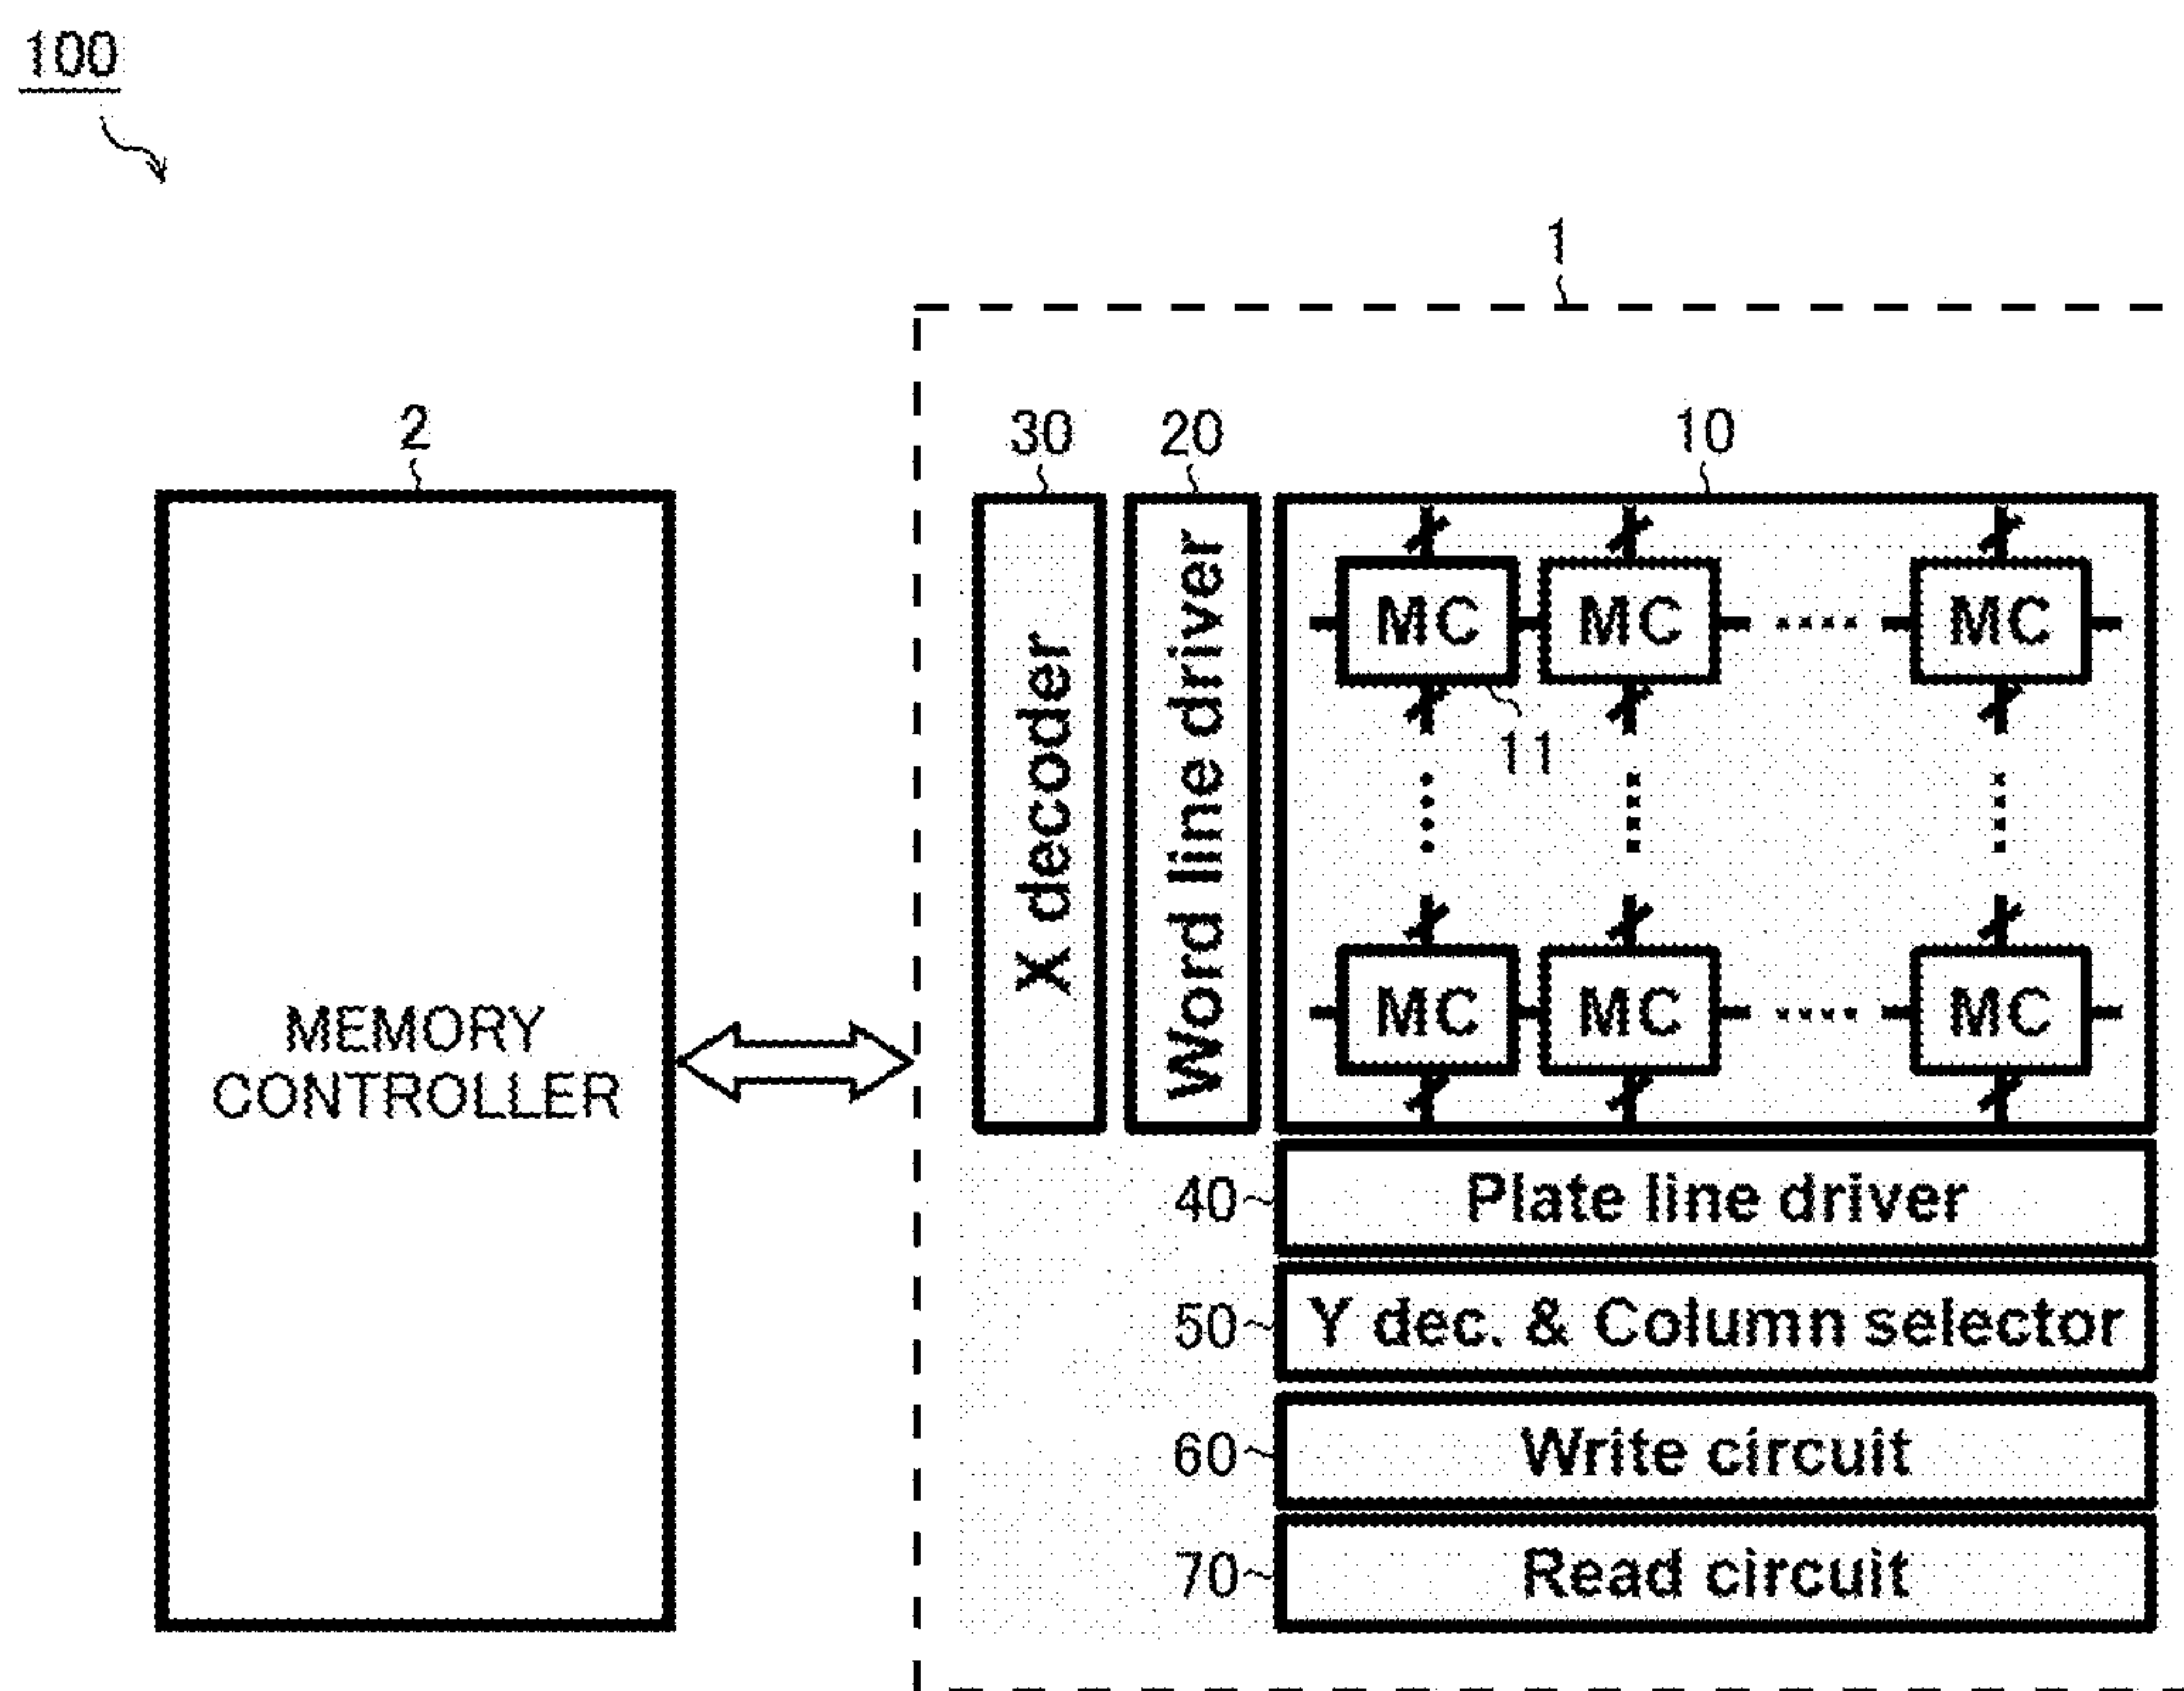 100
1
2
30
20
10
X decoder
Word line driver
MC MC MC
11
MC MC MC
MEMORY
CONTROLLER
40
Plate line driver
50
Y dec. & Column selector
60
Write circuit
70
Read circuit